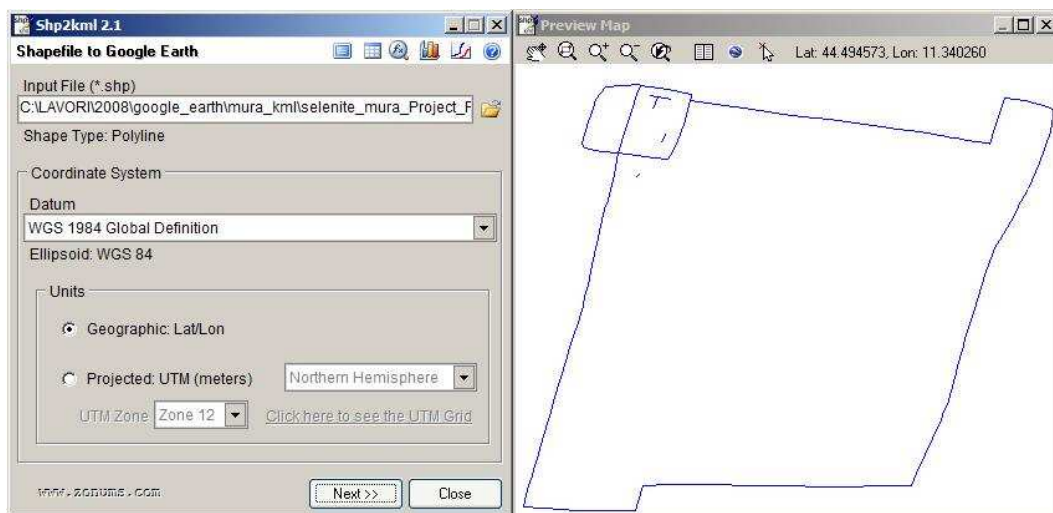 Shp2kml 2.1
Shapefile to Google Earth
Input File (*.shp)
C:\LAVORI\2008\google_earth\mura_kml\selenite_mura_Project_F
Shape Type: Polyline
Coordinate System
Datum
WGS 1984 Global Definition
Ellipsoid: WGS 84
Units
Geographic: Lat/Lon
Projected: UTM (meters)
Northern Hemisphere
UTM Zone
Zone 12
Click here to see the UTM Grid
www.zonums.com
Next >>
Close
Preview Map
Lat: 44.494573, Lon: 11.340260